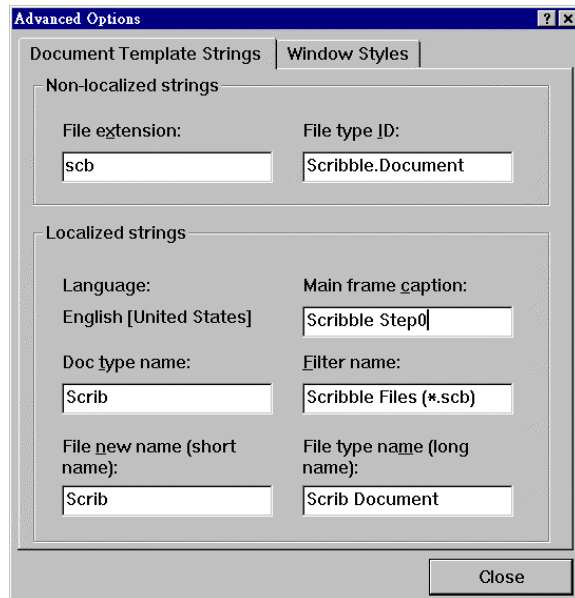 Advanced Options
Document Template Strings
Window Styles
Non-localized strings
File extension:
File type ID:
scb
Scribble.Document
Localized strings
Language:
Main frame caption:
English [United States]
Scribble Step0
Doc type name:
Filter name:
Scrib
Scribble Files (*.scb)
File new name (short
name):
File type name (long
name):
Scrib
Scrib Document
Close